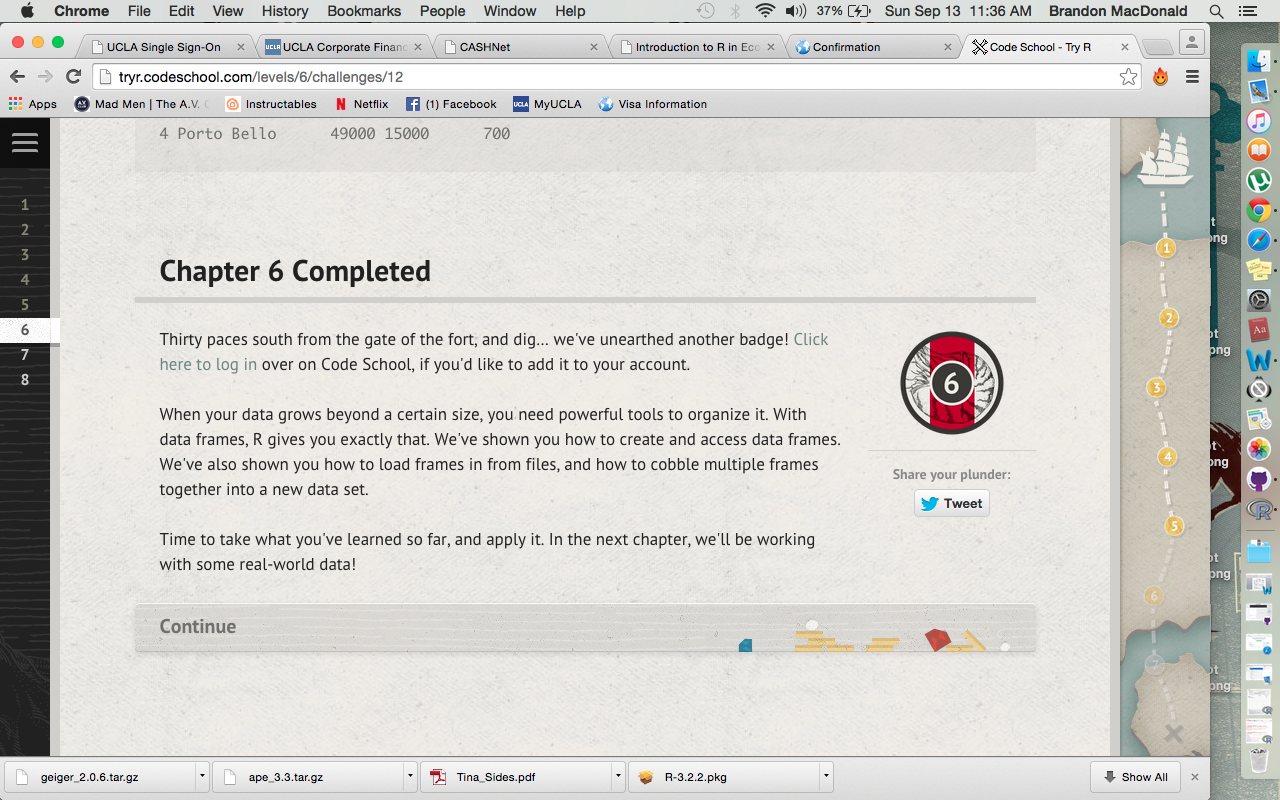 Chrome File Edit View History Bookmarks People Window Help 37% Sun Sep 13 11:36 AM Brandon MacDonald
UCLA Single Sign-On UCLA Corporate Financ CASHNet Introduction to R in Eco Confirmation Code School - Try R
tryr.codeschool.com/levels/6/challenges/12
Apps Mad Men | The A.V. C Instructables Netflix (1) Facebook MyUCLA Visa Information
4 Porto Bello 49000 15000 700
1
2
3
4
5
6
7
8
Chapter 6 Completed
Thirty paces south from the gate of the fort, and dig... we've unearthed another badge! Click
here to log in over on Code School, if you'd like to add it to your account.
When your data grows beyond a certain size, you need powerful tools to organize it. With
data frames, R gives you exactly that. We've shown you how to create and access data frames.
We've also shown you how to load frames in from files, and how to cobble multiple frames
together into a new data set.
Time to take what you've learned so far, and apply it. In the next chapter, we'll be working
with some real-world data!
6
Share your plunder:
Tweet
Continue
1
2
3
4
5
6
7
geiger_2.0.6.tar.gz ape_3.3.tar.gz Tina_Sides.pdf R-3.2.2.pkg Show All